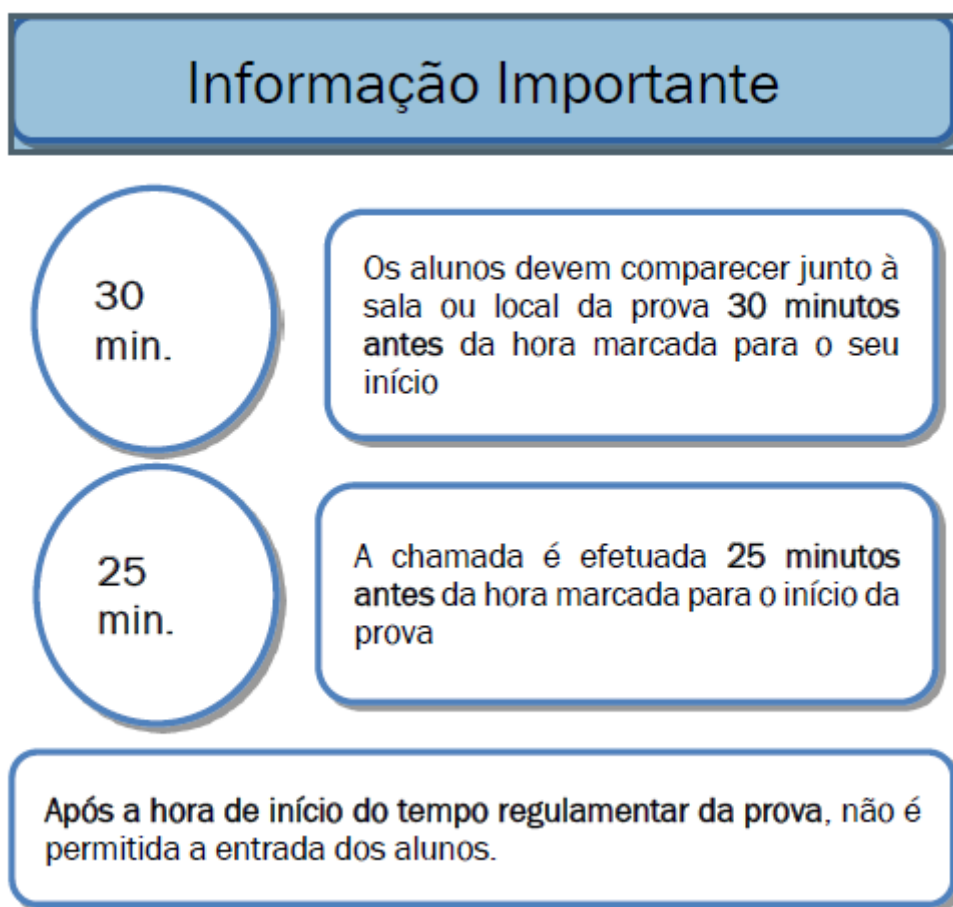 Informação Importante
30
min.
Os alunos devem comparecer junto à
sala ou local da prova 30 minutos
antes da hora marcada para o seu
início
25
min.
A chamada é efetuada 25 minutos
antes da hora marcada para o início da
prova
Após a hora de início do tempo regulamentar da prova, não é
permitida a entrada dos alunos.